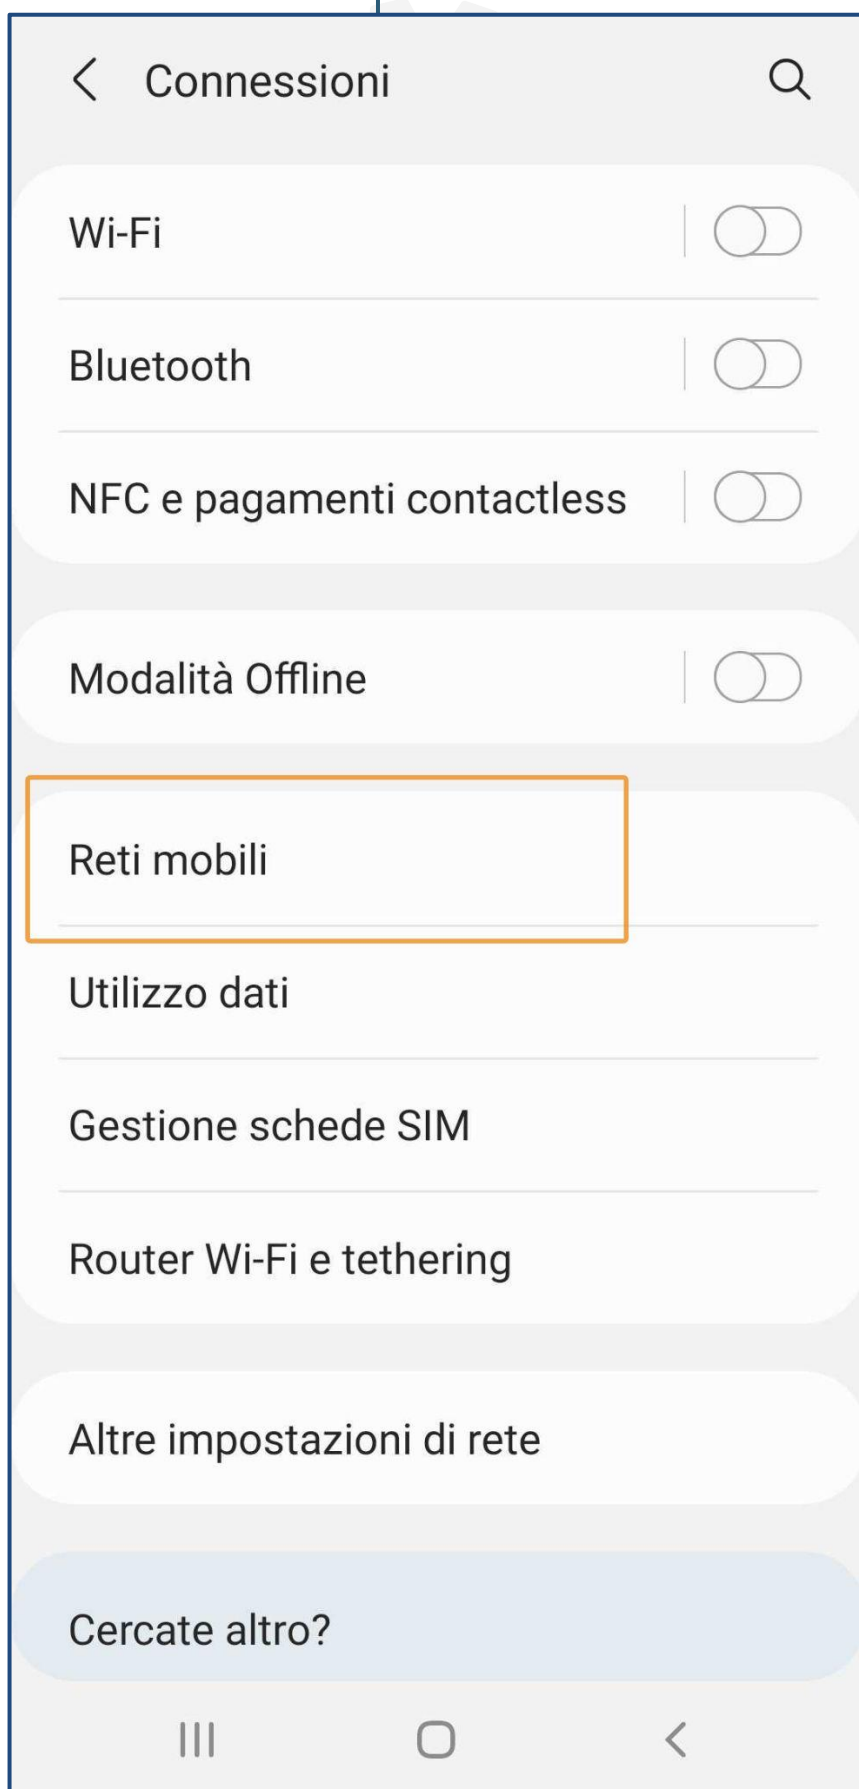 Connessioni
Wi-Fi
Bluetooth
NFC e pagamenti contactless
Modalità Offline
Reti mobili
Utilizzo dati
Gestione schede SIM
Router Wi-Fi e tethering
Altre impostazioni di rete
Cercate altro?